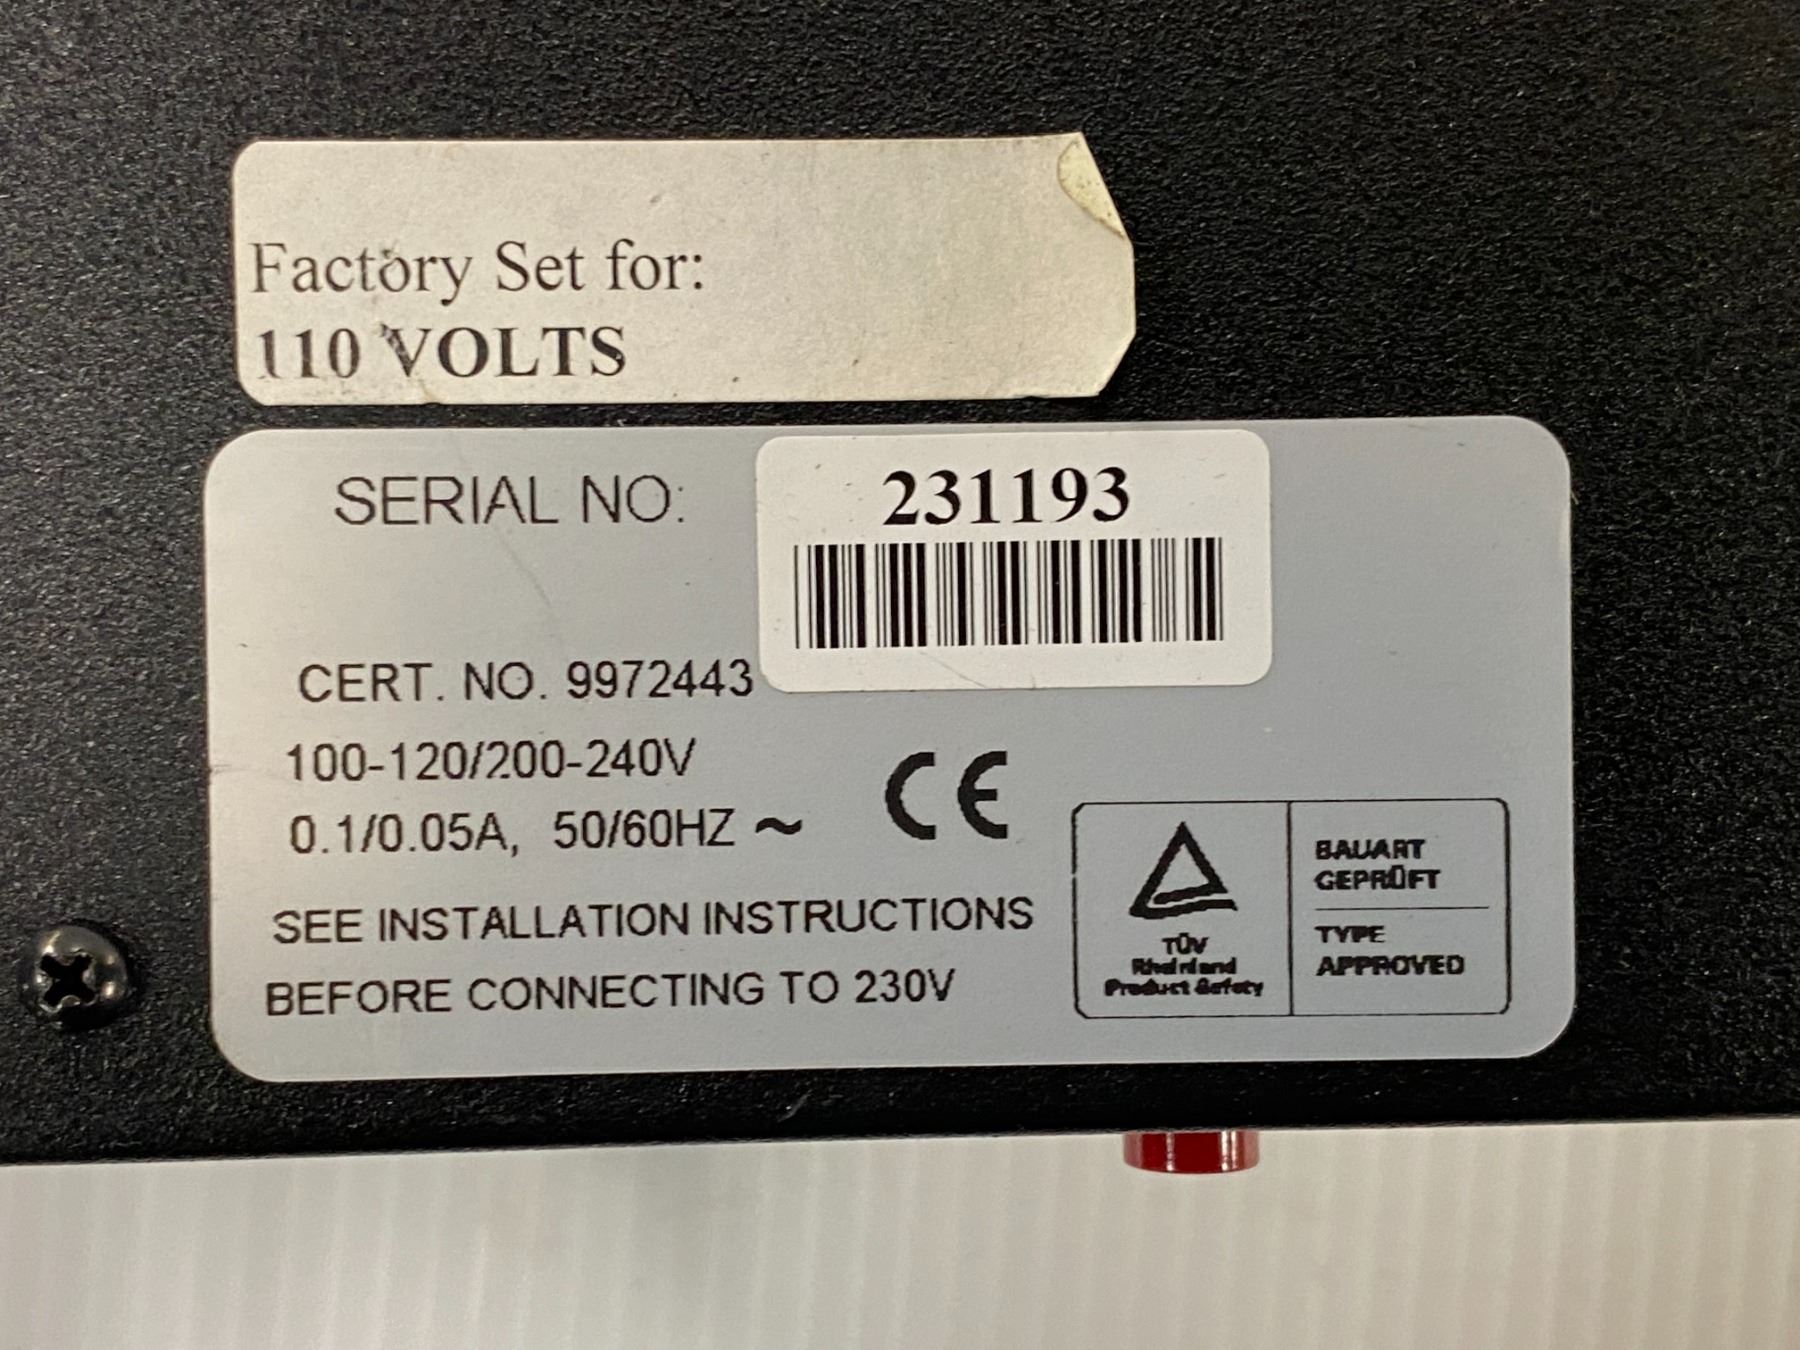 Factory Set for:
110 VOLTS
SERIAL NO:
231193
CERT. NO. 9972443
100-120/200-240V
0.1/0.05A, 50/60HZ ~
CE
SEE INSTALLATION INSTRUCTIONS
BEFORE CONNECTING TO 230V
TÜV
Rheinland
Product Safety
BAUART
GEPRÜFT
TYPE
APPROVED